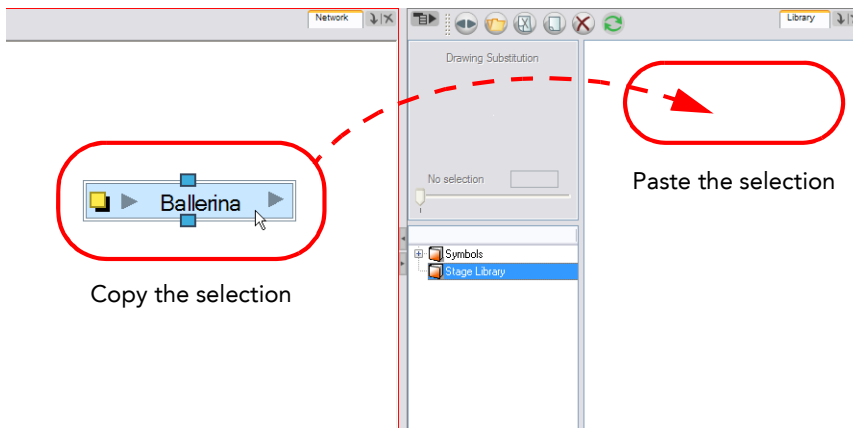 Network
Library
Drawing Substitution
No selection
Paste the selection
Ballerina
Symbols
Stage Library
Copy the selection